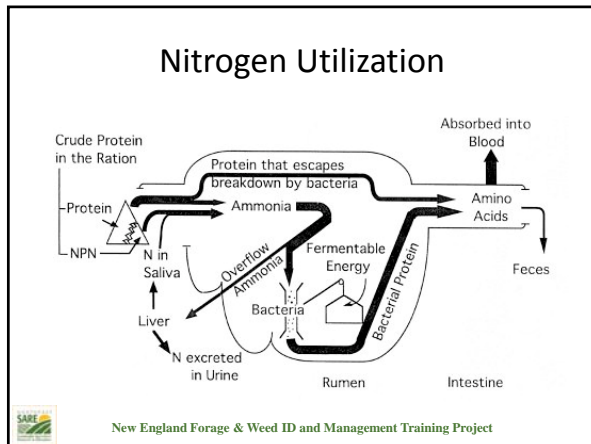 Nitrogen Utilization
Crude Protein
in the Ration
Protein
NPN
Protein that escapes
breakdown by bacteria
Ammonia
N in
Saliva
Liver
N excreted
in Urine
Overflow
Ammonia
Fermentable
Energy
Bacteria
Bacterial Protein
Absorbed into
Blood
Amino
Acids
Feces
Rumen
Intestine
SARE
New England Forage & Weed ID and Management Training Project